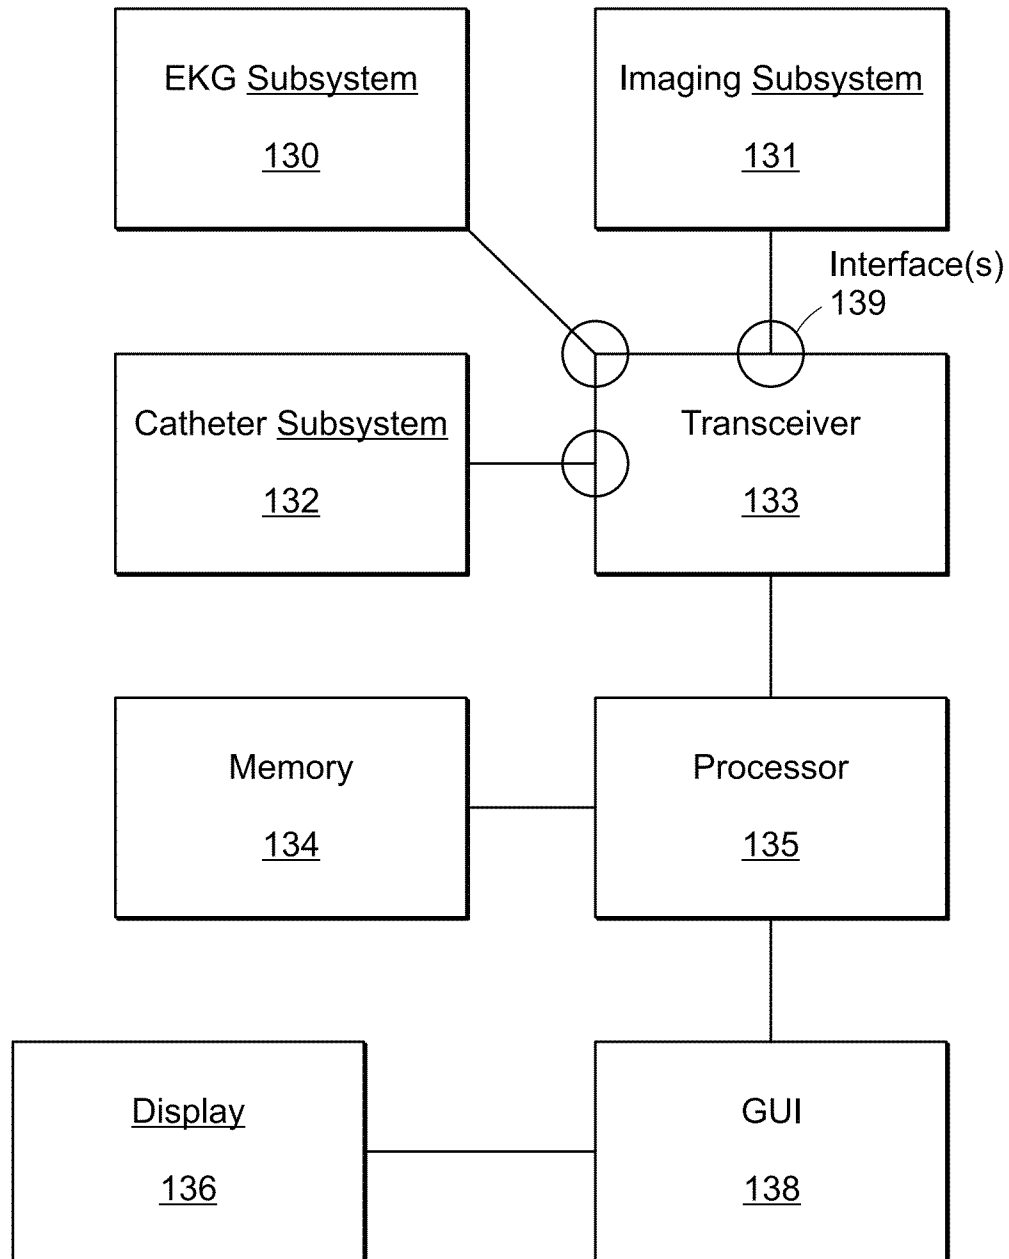 EKG Subsystem
130
Imaging Subsystem
131
Interface(s)
139
Catheter Subsystem
132
Transceiver
133
Memory
134
Processor
135
Display
136
GUI
138